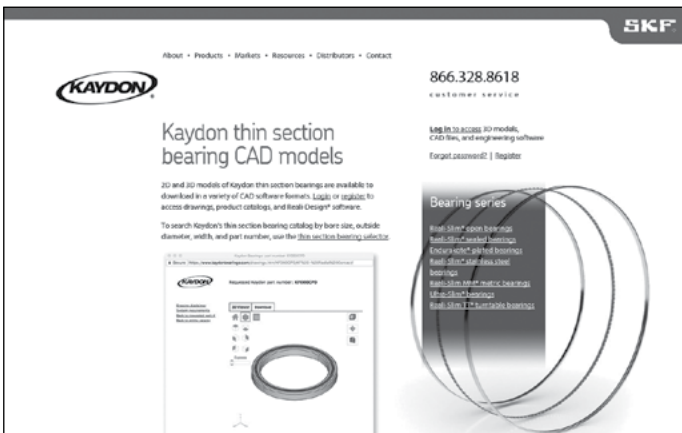 SKF
About • Products • Markets • Resources • Distributors • Contact
KAYDON
866.328.8618
customer service
Kaydon thin section
bearing CAD models
Log in to access 3D models,
CAD files, and engineering software
Forgot password? | Register
2D and 3D models of Kaydon thin section bearings are available to
download in a variety of CAD software formats. Login or register to
access drawings, product catalogs, and Reali Design® software.
To search Kaydon's thin section bearing catalog by bore size, outside
diameter, width, and part number, use the thin section bearing selector.
Bearing series
Reali-Slim® open bearings
Reali-Slim® sealed bearings
Endurakote® plated bearings
Reali-Slim® stainless steel
bearings
Reali-Slim MM® metric bearings
Ultra-Slim® bearings
Reali-Slim TT® turntable bearings
KAYDON
Requested Kaydon part number: